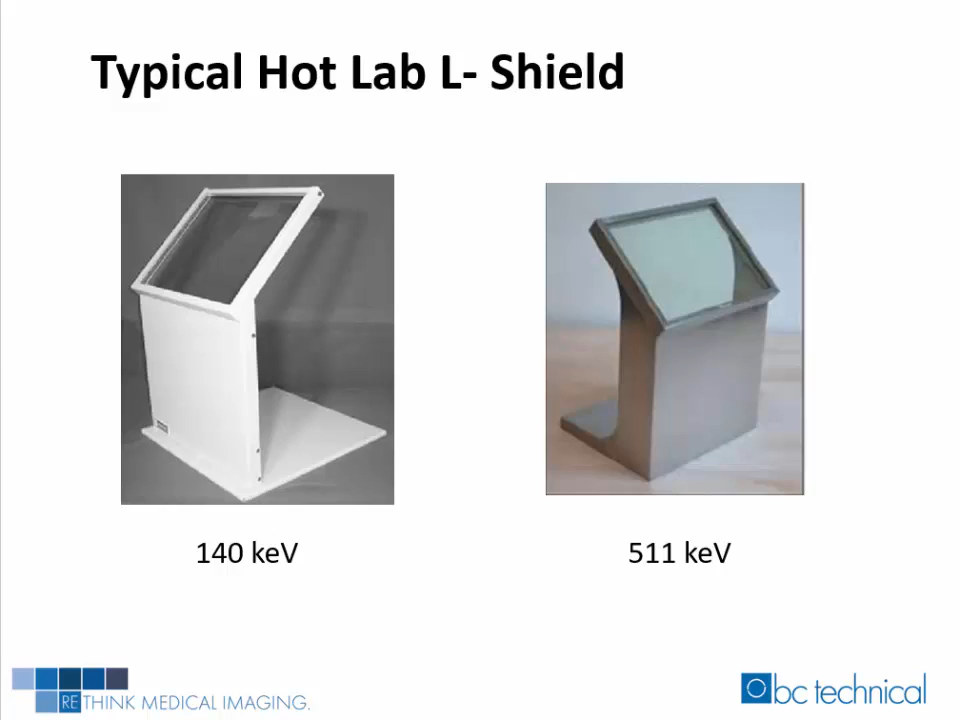 Typical Hot Lab L- Shield
140 keV
511 keV
RETHINK MEDICAL IMAGING.
bc technical